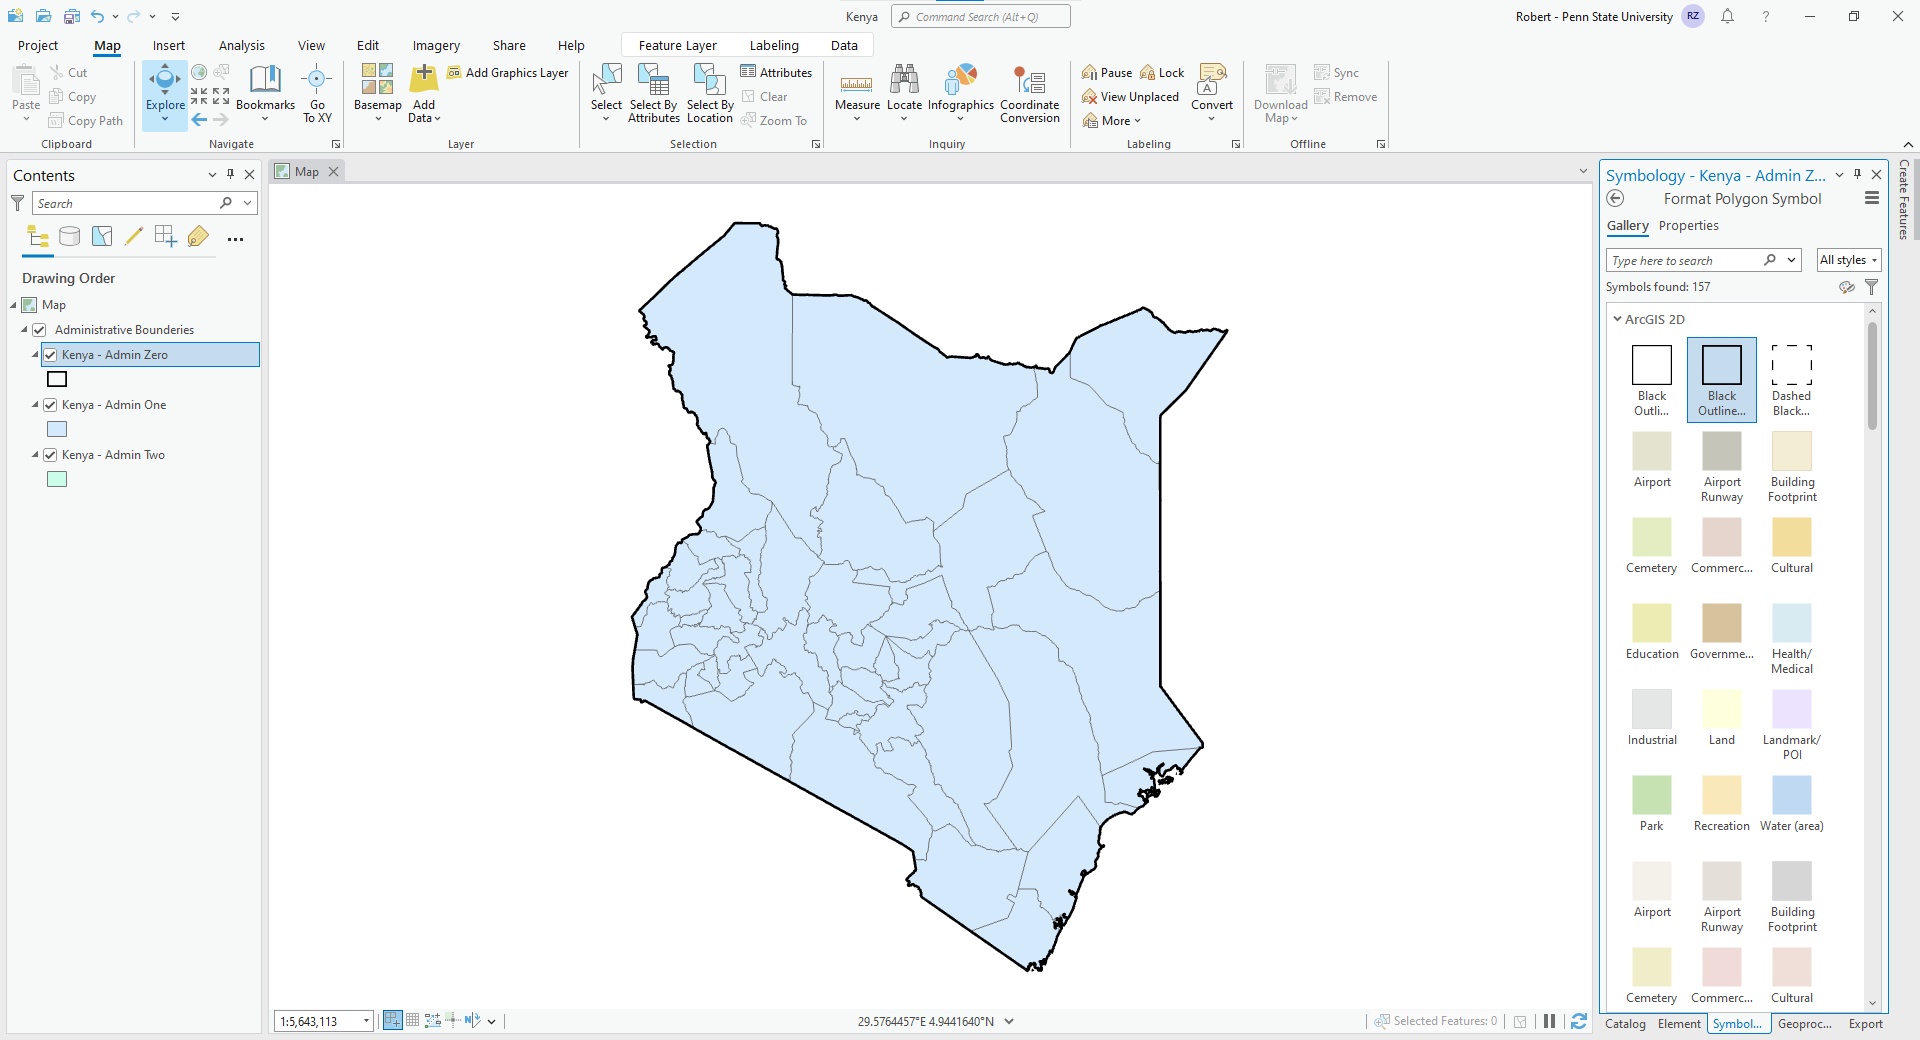 Kenya
Command Search (Alt+Q)
Robert - Penn State University
RZ
?
Project
Map
Insert
Analysis
View
Edit
Imagery
Share
Help
Feature Layer
Labeling
Data
Paste
Cut
Copy
Copy Path
Clipboard
Explore
Bookmarks
Go
To XY
Navigate
Basemap
Add
Data
Add Graphics Layer
Layer
Select
Select By
Attributes
Select By
Location
Attributes
Clear
Zoom To
Selection
Measure
Locate
Infographics
Coordinate
Conversion
Inquiry
Pause
Lock
View Unplaced
More
Convert
Labeling
Download
Map
Sync
Remove
Offline
Contents
Search
Drawing Order
Map
Administrative Bounderies
Kenya - Admin Zero
Kenya - Admin One
Kenya - Admin Two
Map
1:5,643,113
29.5764457°E 4.9441640°N
Selected Features: 0
Symbology - Kenya - Admin Z...
Format Polygon Symbol
Gallery
Properties
Type here to search
All styles
Symbols found: 157
ArcGIS 2D
Black
Outli...
Black
Outline...
Dashed
Black...
Airport
Airport
Runway
Building
Footprint
Cemetery
Commerc...
Cultural
Education
Governme...
Health/
Medical
Industrial
Land
Landmark/
POI
Park
Recreation
Water (area)
Airport
Airport
Runway
Building
Footprint
Cemetery
Commerc...
Cultural
Catalog
Element
Symbol...
Geoproc...
Export
Create Features